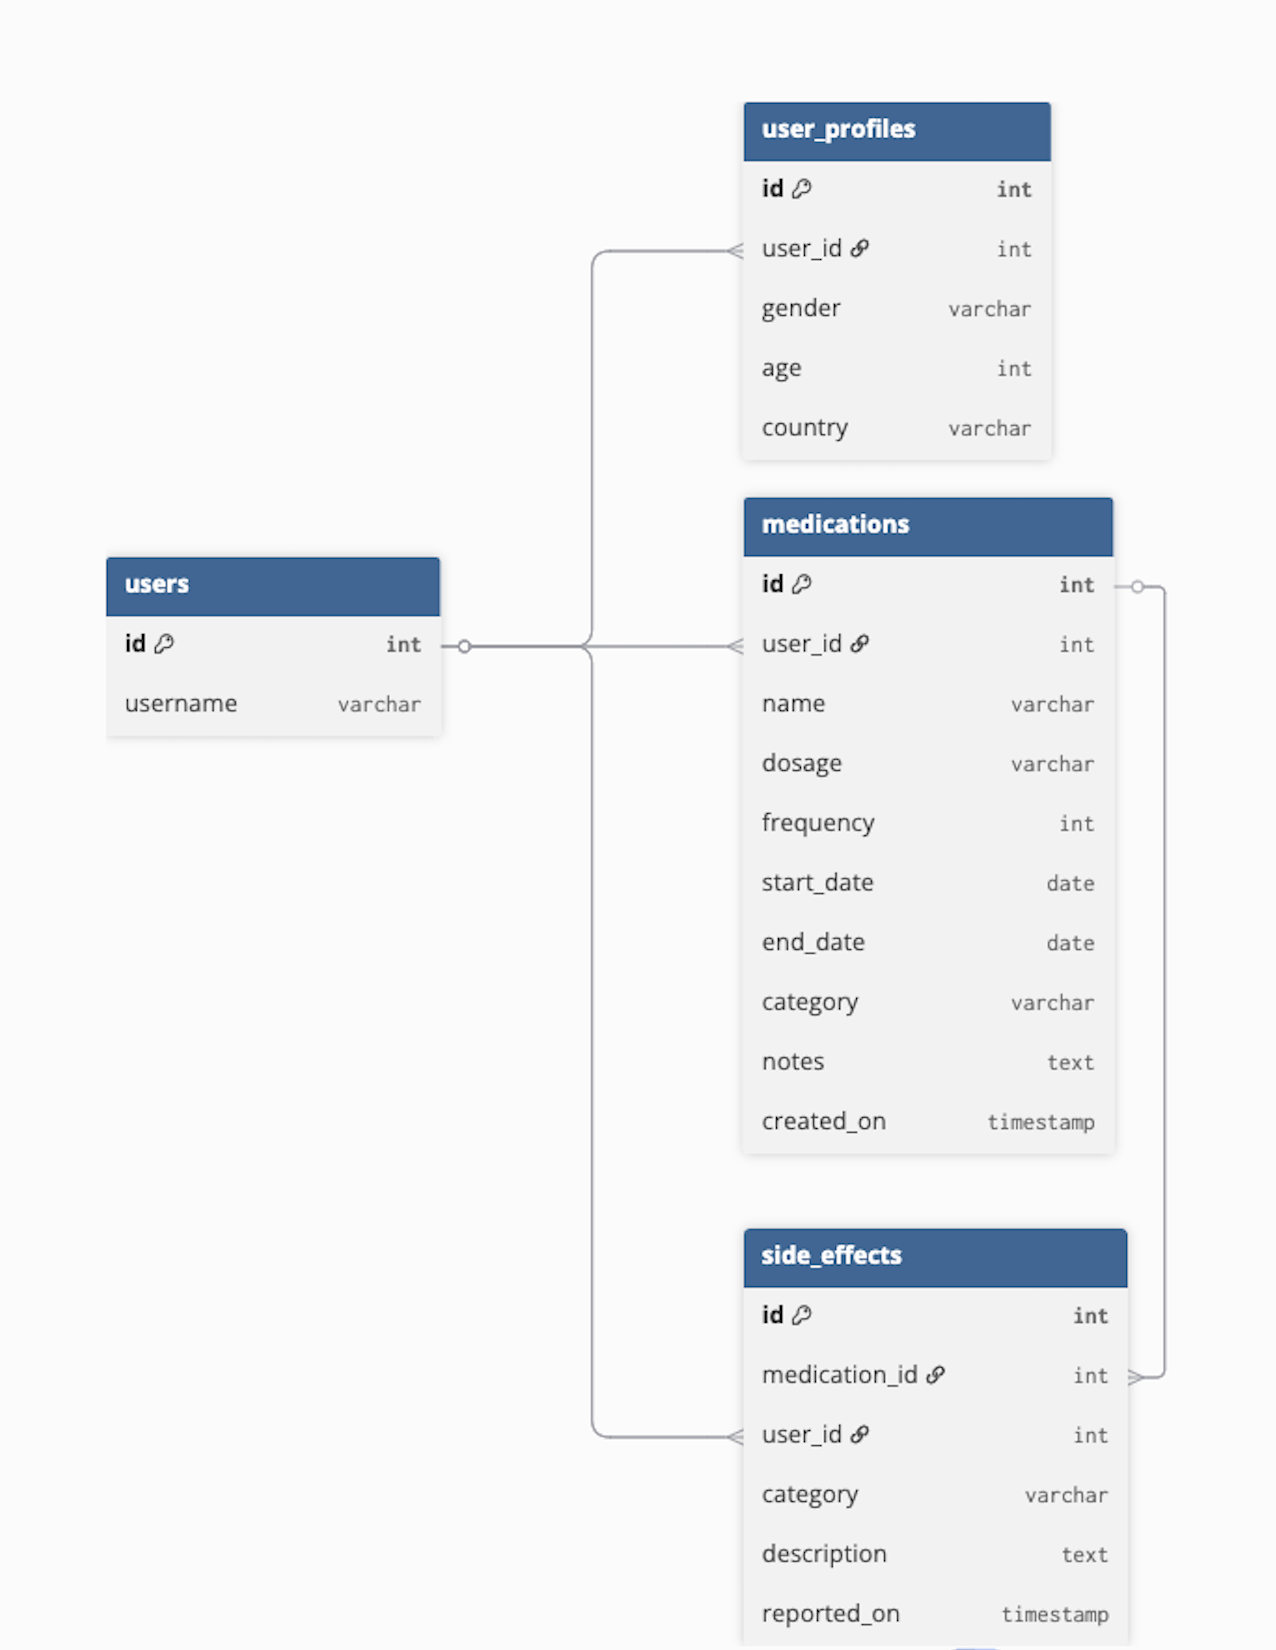 user_profiles
id int
user_id int
gender varchar
age int
country varchar
medications
id int
user_id int
name varchar
dosage varchar
frequency int
start_date date
end_date date
category varchar
notes text
created_on timestamp
users
id int
username varchar
side_effects
id int
medication_id int
user_id int
category varchar
description text
reported_on timestamp